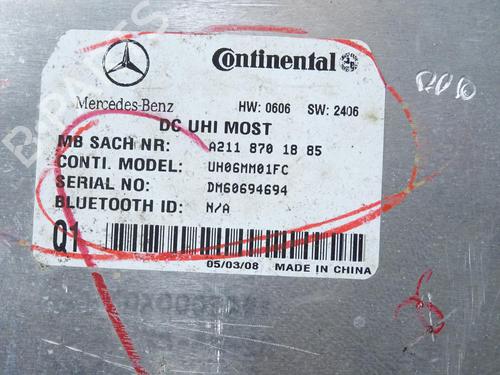 Continental
Mercedes-Benz HW: 0606 SW: 2406
DC UHI MOST
MB SACH NR: A211 870 18 85
CONTI. MODEL: UH06MM01FC
SERIAL NO: DM60694694
BLUETOOTH ID: N/A
Q1
05/03/08 MADE IN CHINA